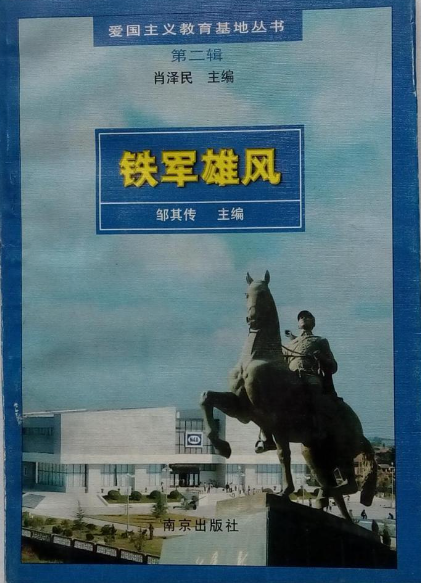 爱国主义教育基地丛书
第二辑
肖泽民 主编
铁军雄风
邹其传 主编
N4A
南京出版社